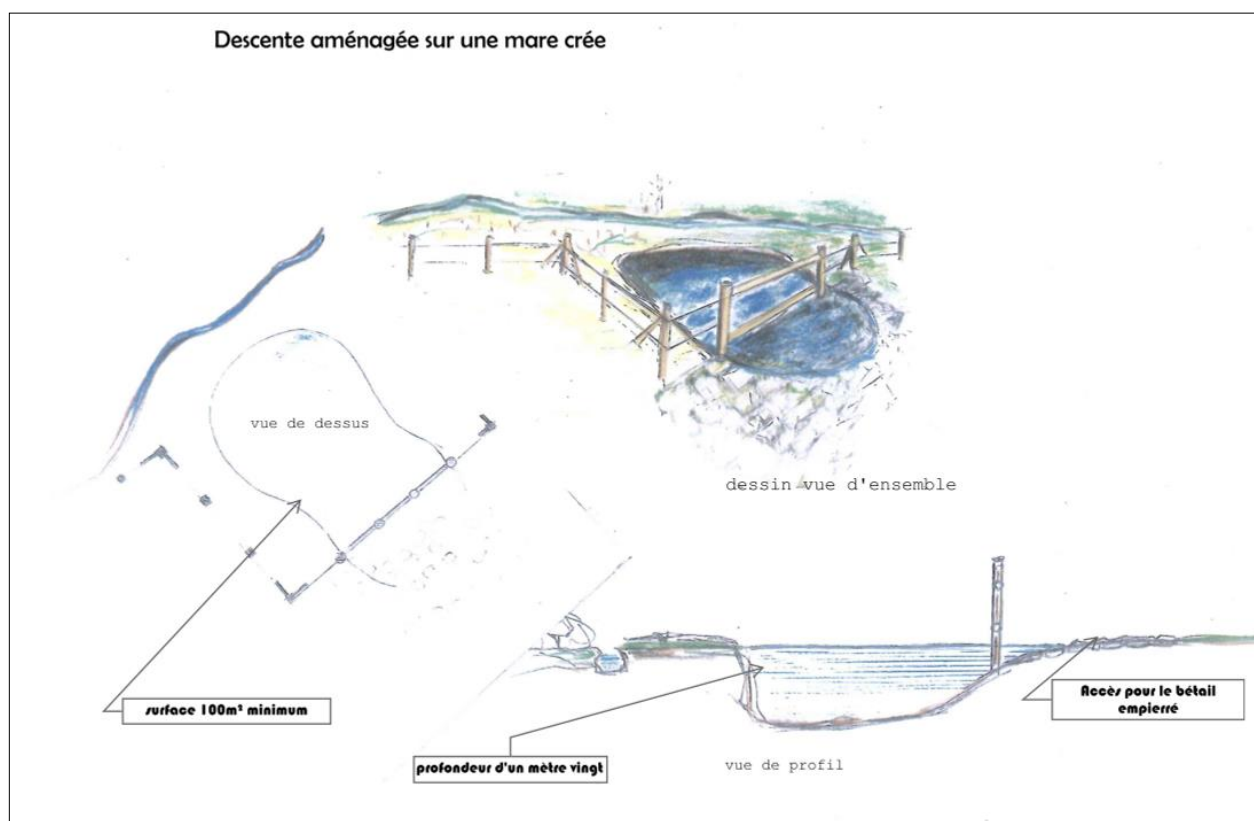 Descente aménagée sur une mare crée
vue de dessus
dessin vue d'ensemble
surface 100m² minimum
Accès pour le bétail
empierré
profondeur d'un mètre vingt
vue de profil